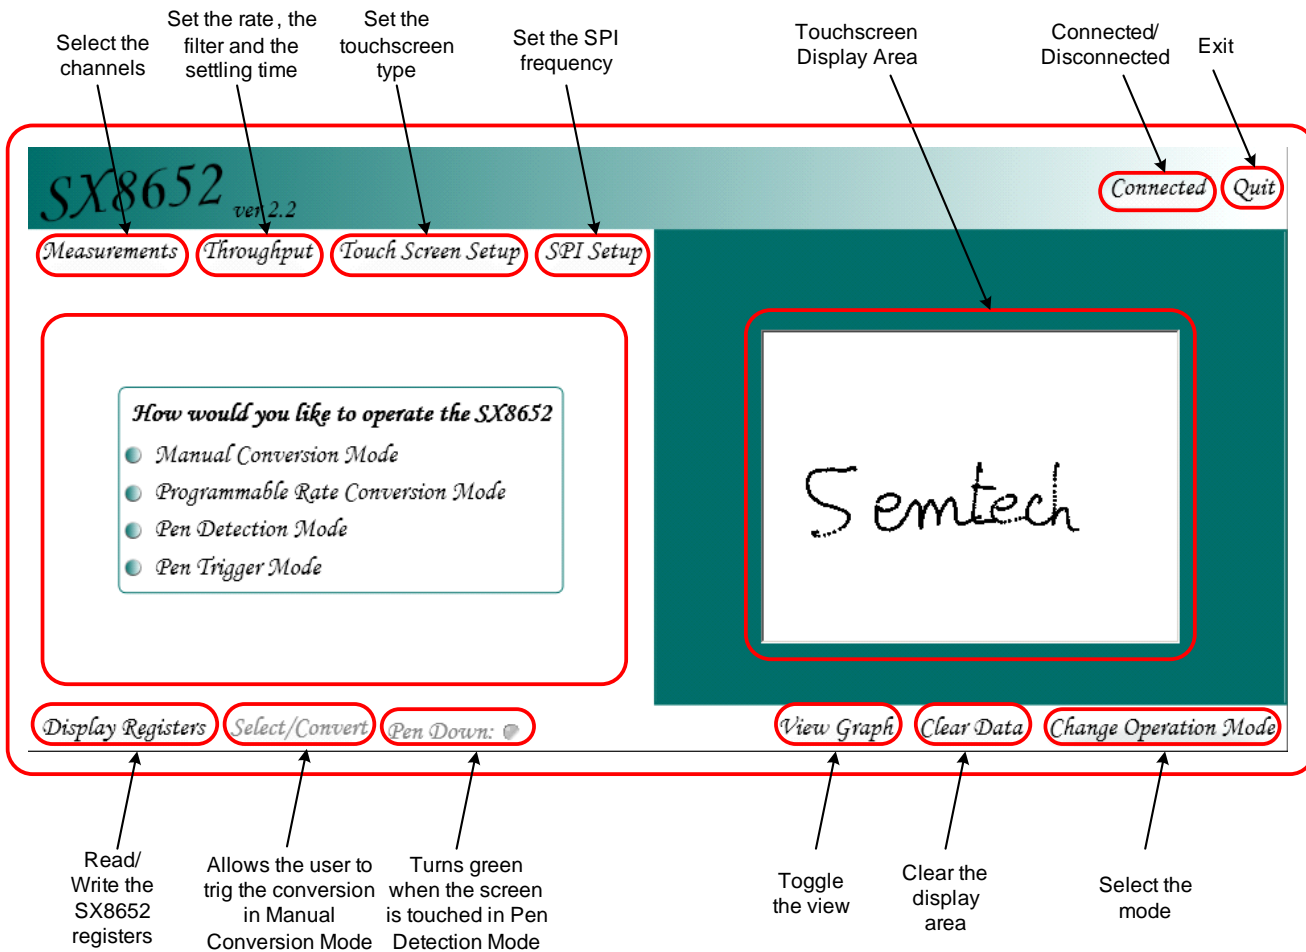 Select the
channels
Set the rate, the
filter and the
settling time
Set the
touchscreen
type
Set the SPI
frequency
Touchscreen
Display Area
Connected/
Disconnected
Exit
SX8652 ver 2.2
Connected
Quit
Measurements
Throughput
Touch Screen Setup
SPI Setup
How would you like to operate the SX8652
Manual Conversion Mode
Programmable Rate Conversion Mode
Pen Detection Mode
Pen Trigger Mode
Semtech
Display Registers
Select/Convert
Pen Down:
View Graph
Clear Data
Change Operation Mode
Read/
Write the
SX8652
registers
Allows the user to
trig the conversion
in Manual
Conversion Mode
Turns green
when the screen
is touched in Pen
Detection Mode
Toggle
the view
Clear the
display
area
Select the
mode